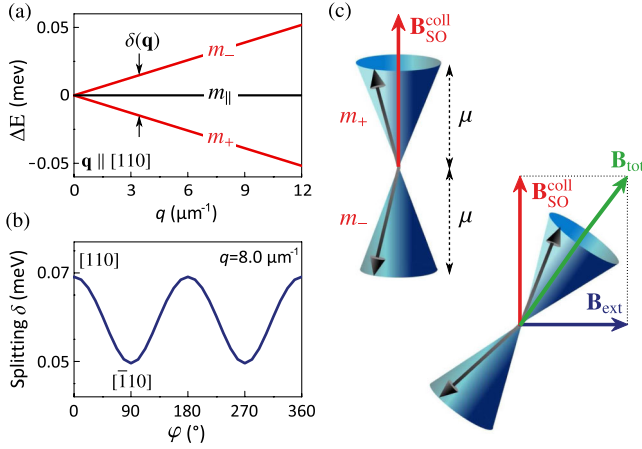 (a)
0.05
0
-0.05
ΔE (mev)
δ(q)
m₋
m∥
m₊
q ∥ [110]
0
3
6
9
12
q (μm⁻¹)
(b)
[110]
q=8.0 μm⁻¹
0.07
0.05
Splitting δ (meV)
[1̅10]
0
90
180
270
360
φ (°)
(c)
B_SO^coll
m₊
μ
m₋
μ
B_tot
B_SO^coll
B_ext